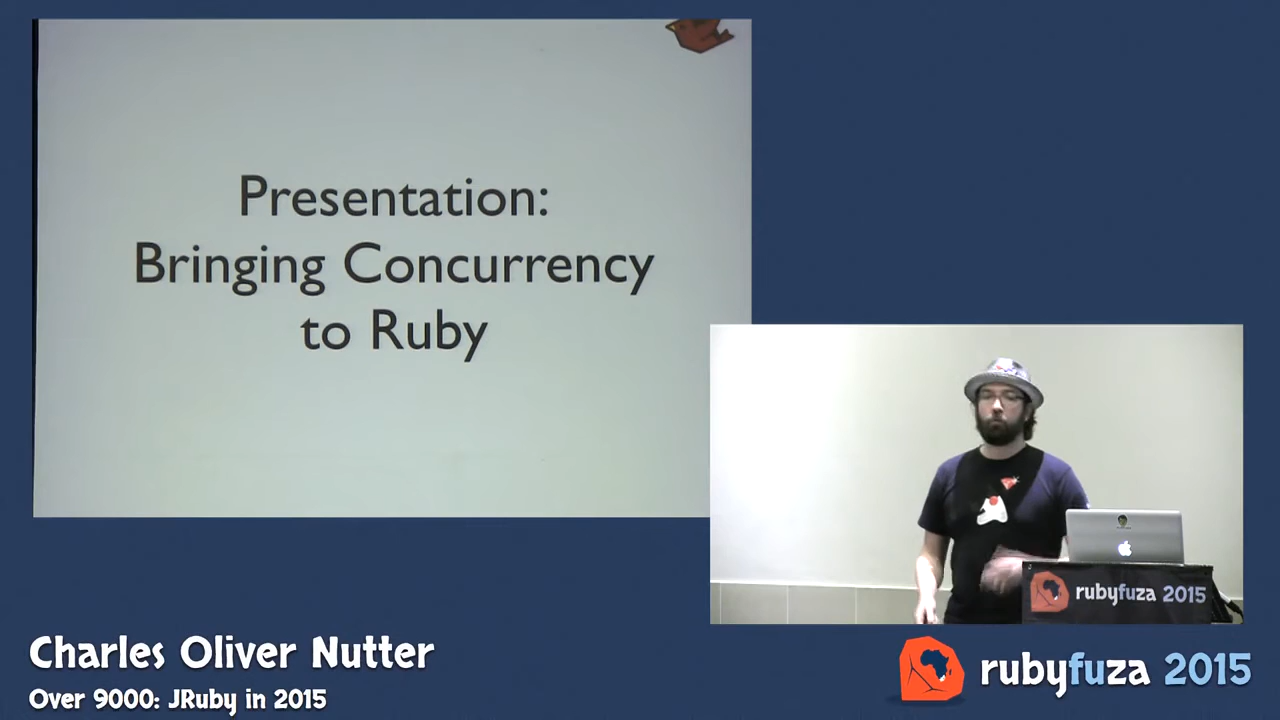 Presentation:
Bringing Concurrency
to Ruby
rubyfuza 2015
Charles Oliver Nutter
Over 9000: JRuby in 2015
rubyfuza 2015